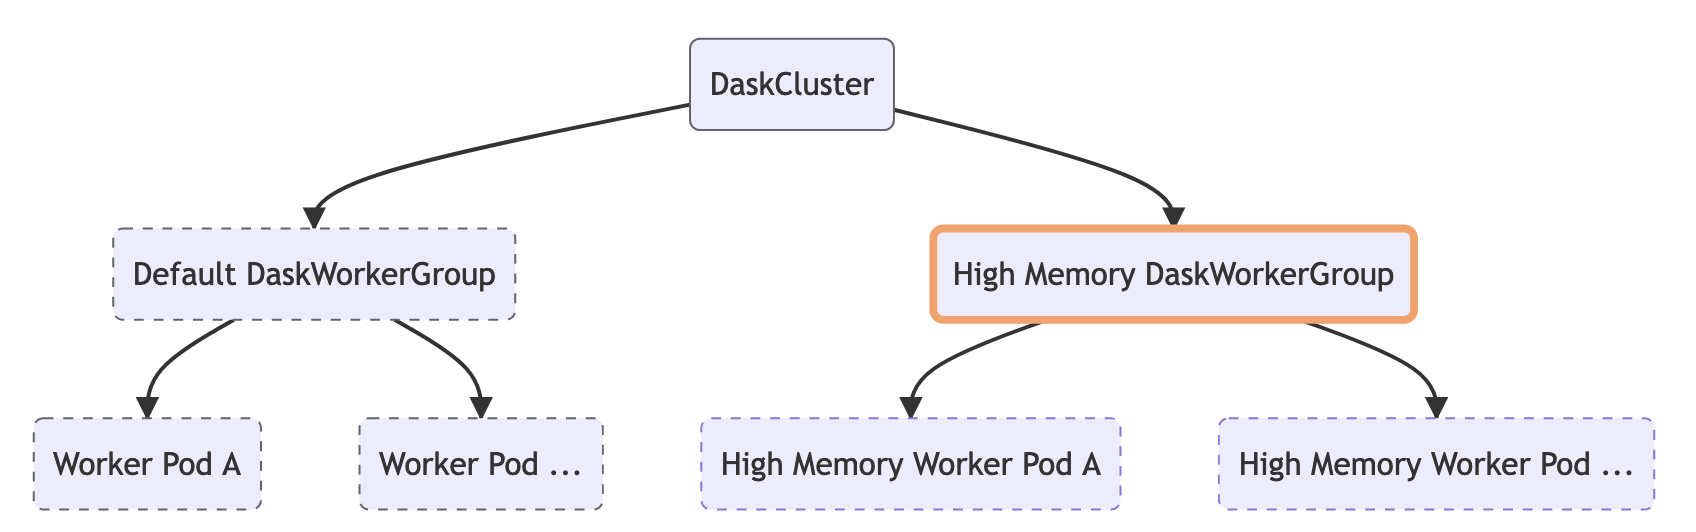 DaskCluster
Default DaskWorkerGroup
High Memory DaskWorkerGroup
Worker Pod A
Worker Pod ...
High Memory Worker Pod A
High Memory Worker Pod ...